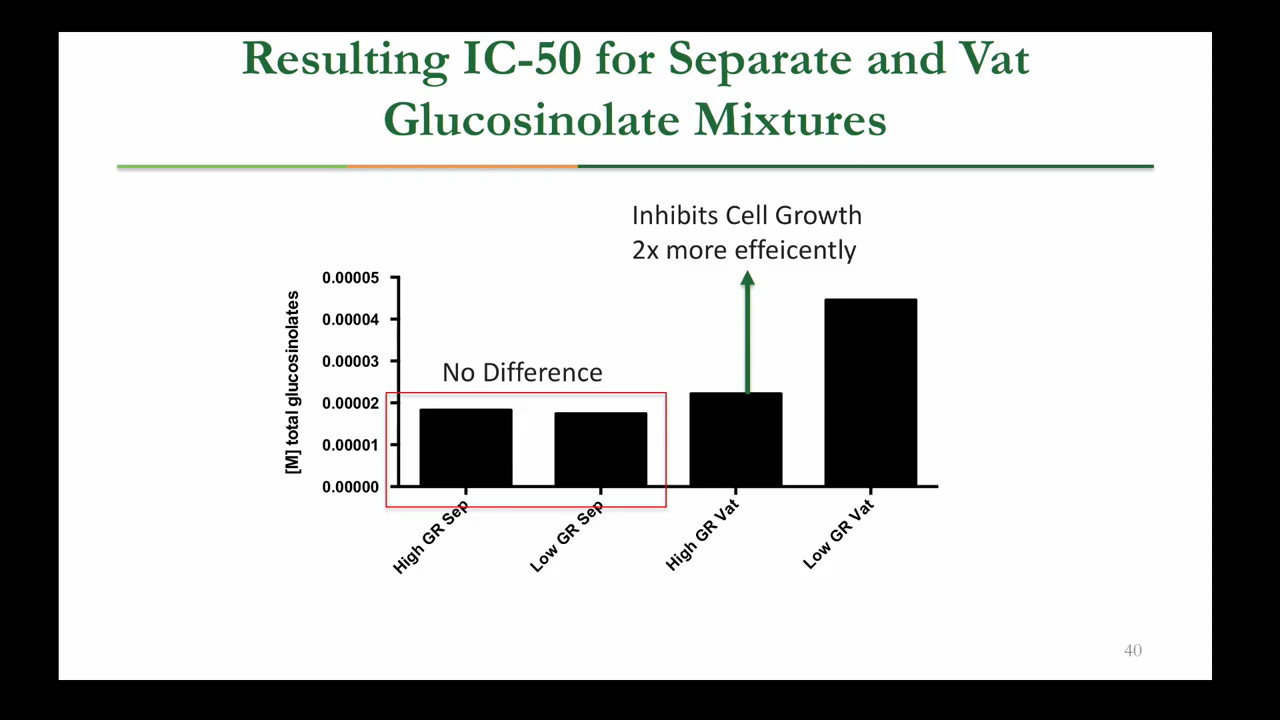 Resulting IC-50 for Separate and Vat
Glucosinolate Mixtures
Inhibits Cell Growth
2x more effeicently
No Difference
[M] total glucosinolates
0.00005
0.00004
0.00003
0.00002
0.00001
0.00000
High GR Sep
Low GR Sep
High GR Vat
Low GR Vat
40